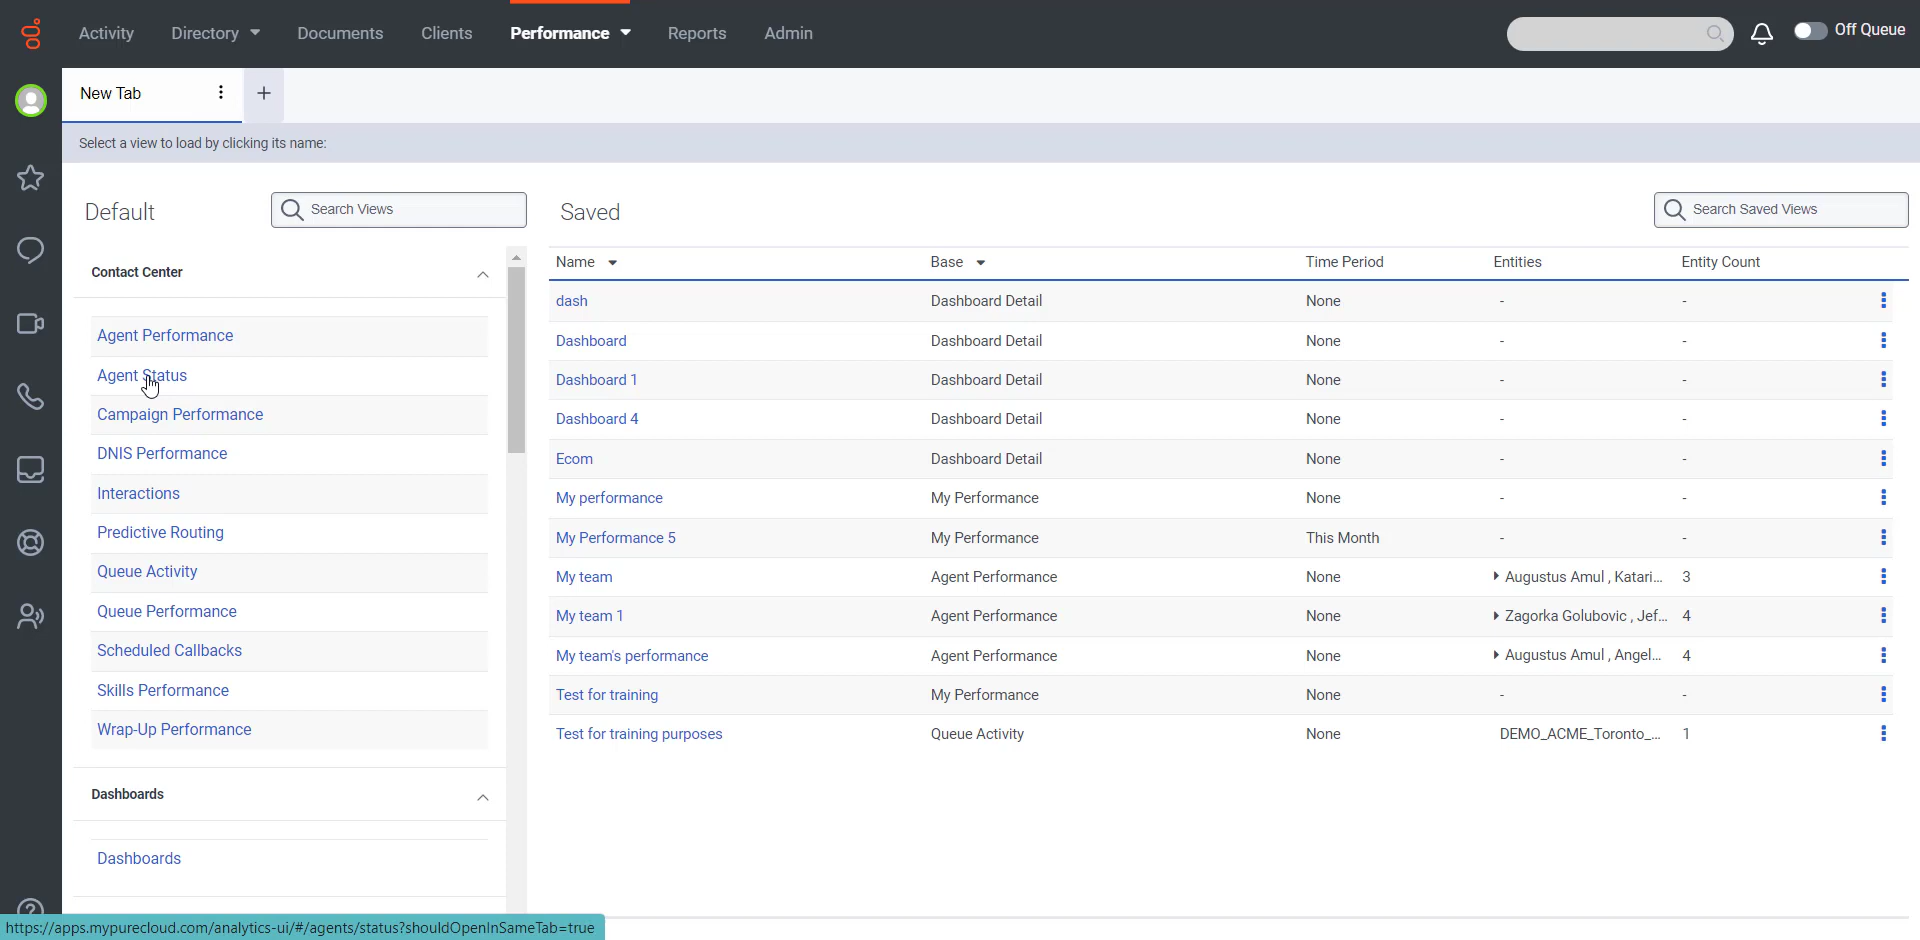 Activity Directory Documents Clients Performance Reports Admin Off Queue
New Tab +
Select a view to load by clicking its name:
Default Search Views Saved Search Saved Views
Contact Center
Agent Performance
Agent Status
Campaign Performance
DNIS Performance
Interactions
Predictive Routing
Queue Activity
Queue Performance
Scheduled Callbacks
Skills Performance
Wrap-Up Performance
Dashboards
Dashboards
Name Base Time Period Entities Entity Count
dash Dashboard Detail None - -
Dashboard Dashboard Detail None - -
Dashboard 1 Dashboard Detail None - -
Dashboard 4 Dashboard Detail None - -
Ecom Dashboard Detail None - -
My performance My Performance None - -
My Performance 5 My Performance This Month - -
My team Agent Performance None Augustus Amul , Katari... 3
My team 1 Agent Performance None Zagorka Golubovic , Jef... 4
My team's performance Agent Performance None Augustus Amul , Angel... 4
Test for training My Performance None - -
Test for training purposes Queue Activity None DEMO_ACME_Toronto_... 1
https://apps.mypurecloud.com/analytics-ui/#/agents/status?shouldOpenInSameTab=true